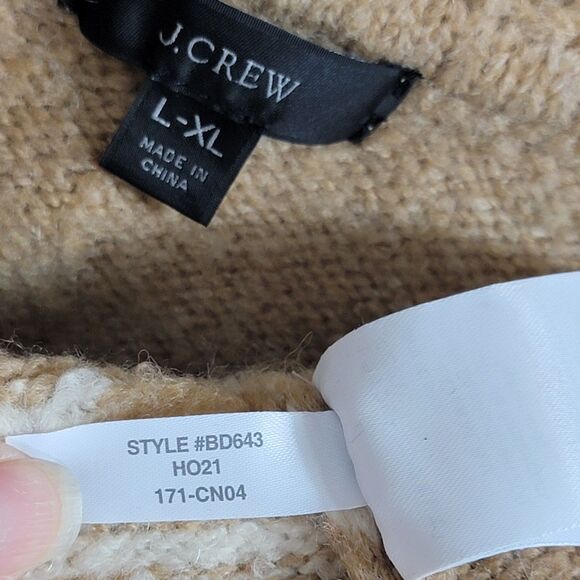 J.CREW
L-XL
MADE IN
CHINA
STYLE #BD643
HO21
171-CN04